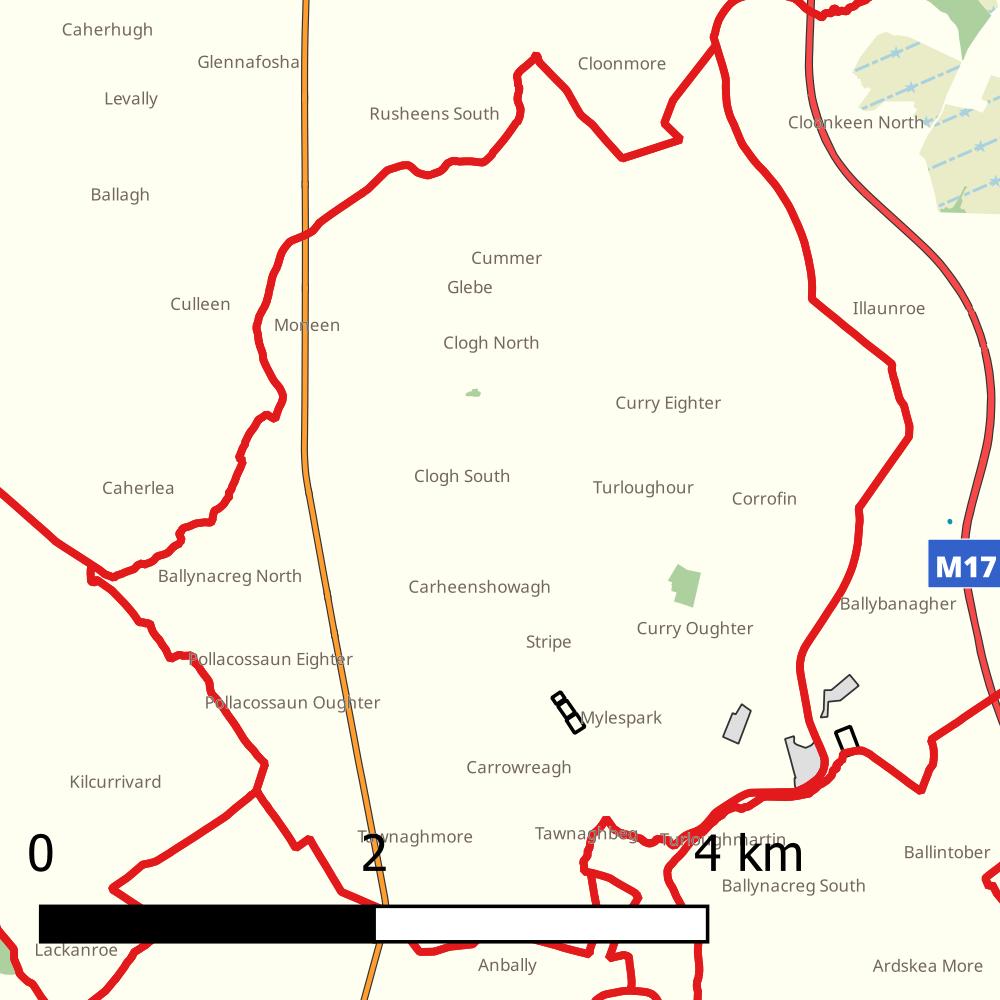 Caherhugh
Glennafosha
Cloonmore
Levally
Rusheens South
Cloonkeen North
Ballagh
Cummer
Glebe
Culleen
Illaunroe
Moneen
Clogh North
Curry Eighter
Clogh South
Caherlea
Turloughour
Corrofin
M17
Ballynacreg North
Carheenshowagh
Ballybanagher
Curry Oughter
Stripe
Pollacossaun Eighter
Pollacossaun Oughter
Mylespark
Carrowreagh
Kilcurrivard
Tawnaghmore
Tawnaghbeg
Turloughmartin
0 2 4 km
Ballintober
Ballynacreg South
Lackanroe
Anbally
Ardskea More